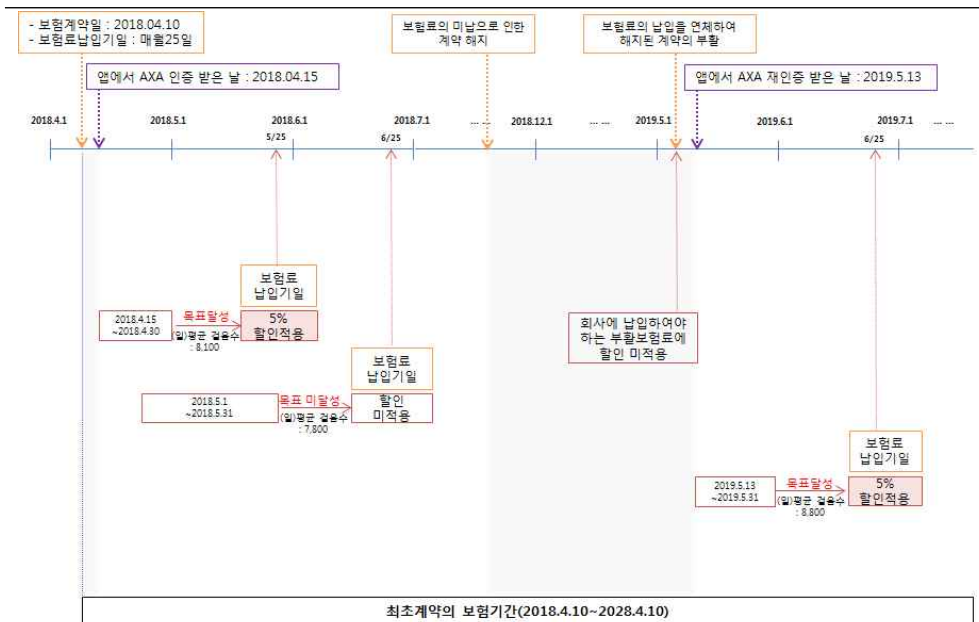 - 보험계약일 : 2018.04.10
- 보험료납입기일 : 매월25일
보험료의 미납으로 인한
계약 해지
보험료의 납입을 연체하여
해지된 계약의 부활
앱에서 AXA 인증 받은 날 : 2018.04.15
앱에서 AXA 재인증 받은 날 : 2019.5.13
2018.4.1
2018.5.1
2018.6.1
2018.7.1
... ...
2018.12.1
... ...
2019.5.1
2019.6.1
2019.7.1
... ...
5/25
6/25
6/25
보험료
납입기일
2018.4.15
~2018.4.30
목표달성
(일)평균 걸음수
: 8,100
5%
할인적용
회사에 납입하여야
하는 부활보험료에
할인 미적용
보험료
납입기일
2018.5.1
~2018.5.31
목표 미달성
(일)평균 걸음수
: 7,800
할인
미적용
보험료
납입기일
2019.5.13
~2019.5.31
목표달성
(일)평균 걸음수
: 8,800
5%
할인적용
최초계약의 보험기간(2018.4.10~2028.4.10)